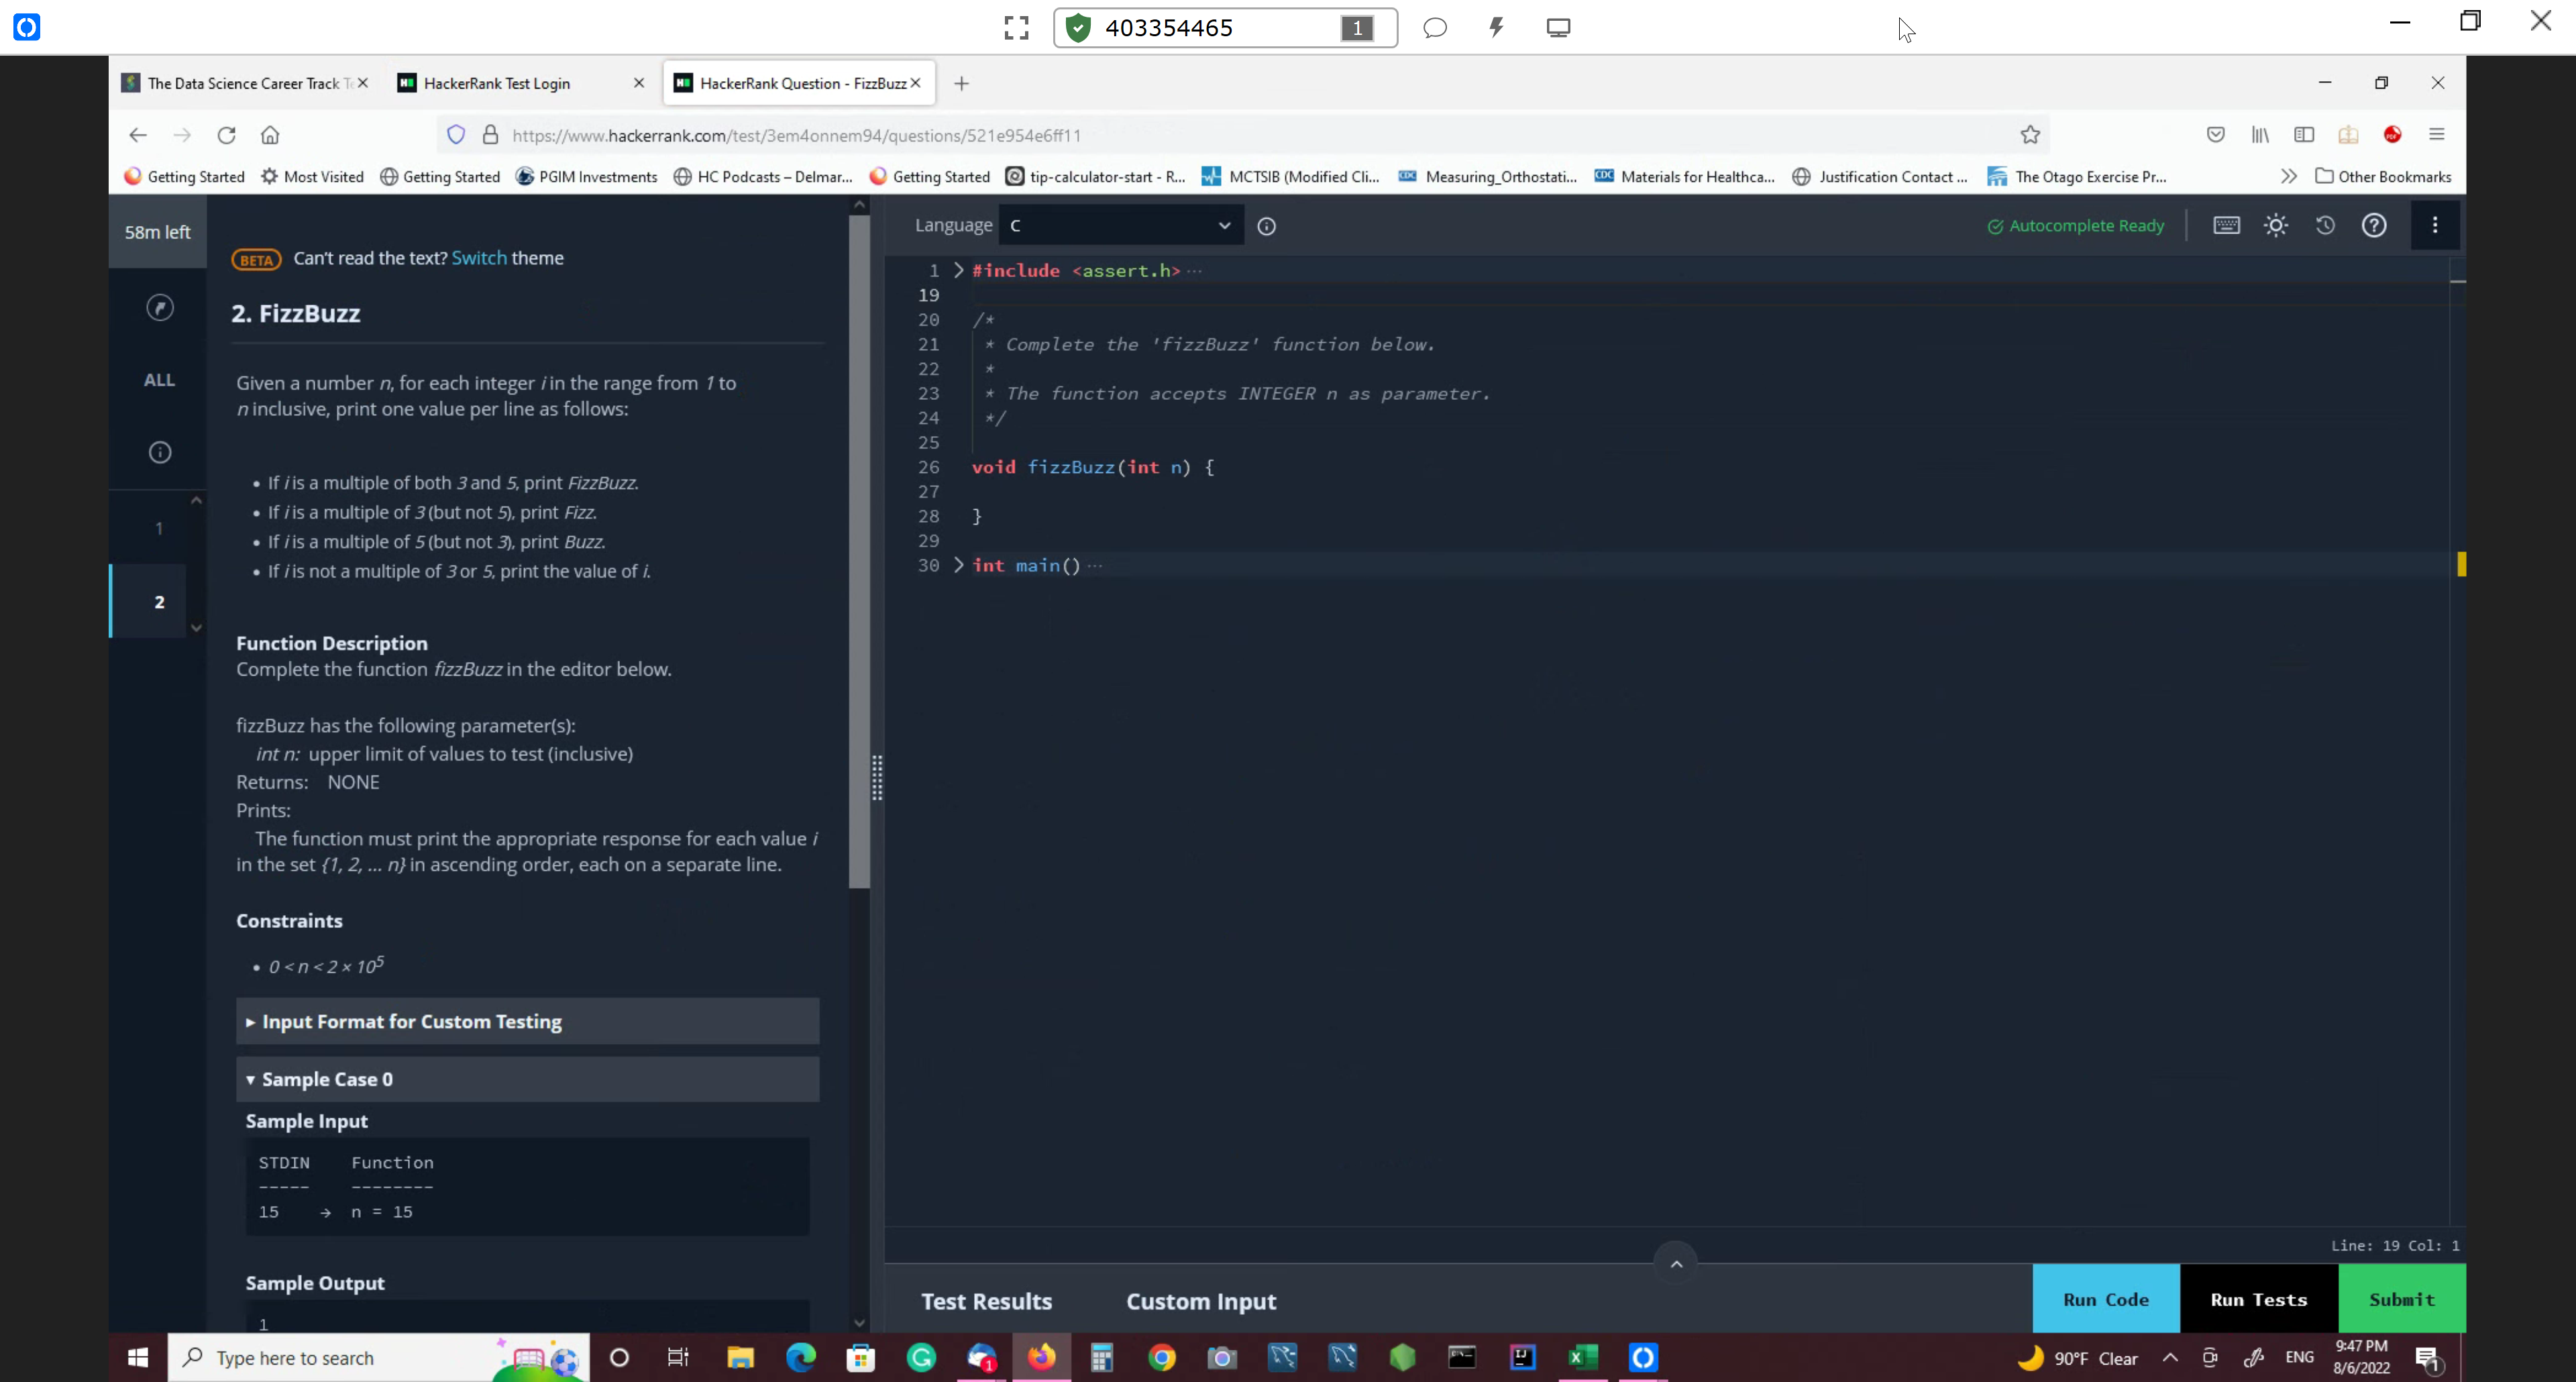 403354465
1
The Data Science Career Track Te
HackerRank Test Login
HackerRank Question - FizzBuzz
https://www.hackerrank.com/test/3em4onnem94/questions/521e954e6ff11
Getting Started
Most Visited
Getting Started
PGIM Investments
HC Podcasts – Delmar...
Getting Started
tip-calculator-start - R...
MCTSIB (Modified Cli...
CDC
Measuring_Orthostati...
CDC
Materials for Healthca...
Justification Contact ...
The Otago Exercise Pr...
Other Bookmarks
58m left
ALL
1
2
BETA Can't read the text? Switch theme
2. FizzBuzz
Given a number n, for each integer i in the range from 1 to
n inclusive, print one value per line as follows:
• If i is a multiple of both 3 and 5, print FizzBuzz.
• If i is a multiple of 3 (but not 5), print Fizz.
• If i is a multiple of 5 (but not 3), print Buzz.
• If i is not a multiple of 3 or 5, print the value of i.
Function Description
Complete the function fizzBuzz in the editor below.
fizzBuzz has the following parameter(s):
int n: upper limit of values to test (inclusive)
Returns: NONE
Prints:
The function must print the appropriate response for each value i
in the set {1, 2, ... n} in ascending order, each on a separate line.
Constraints
• 0 < n < 2 × 10⁵
Input Format for Custom Testing
Sample Case 0
Sample Input
STDIN Function
----- --------
15 → n = 15
Sample Output
1
Language C
Autocomplete Ready
1 #include <assert.h> ···
19
20 /*
21 * Complete the 'fizzBuzz' function below.
22 *
23 * The function accepts INTEGER n as parameter.
24 */
25
26 void fizzBuzz(int n) {
27
28 }
29
30 int main() ···
Line: 19 Col: 1
Test Results
Custom Input
Run Code
Run Tests
Submit
Type here to search
1
IJ
90°F Clear
ENG
9:47 PM
8/6/2022
1